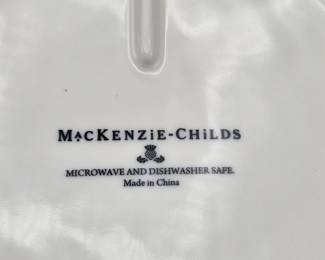 MACKENZiE-CHiLDS
MICROWAVE AND DISHWASHER SAFE.
Made in China